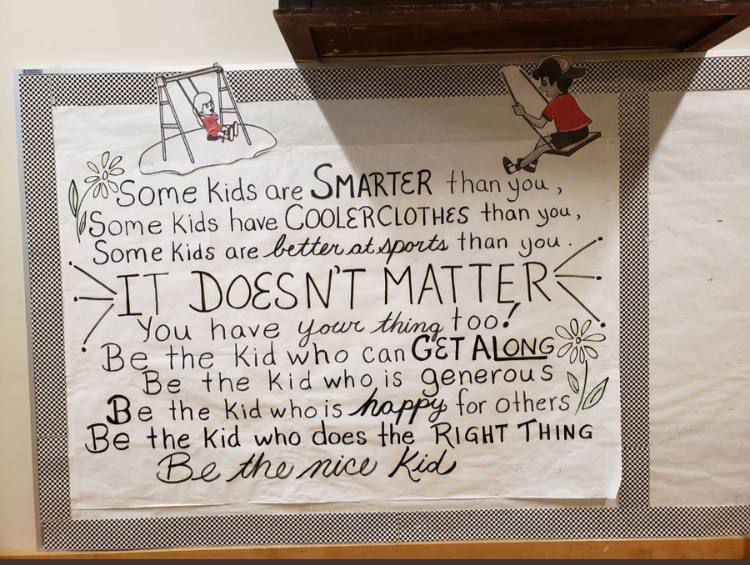 Some Kids are SMARTER than you,
Some Kids have COOLER CLOTHES than you,
Some Kids are better at sports than you.
IT DOESN'T MATTER
You have your thing too!
Be the Kid who can GET ALONG
Be the Kid who is generous
Be the Kid who is happy for others
Be the Kid who does the RIGHT THING
Be the nice Kid